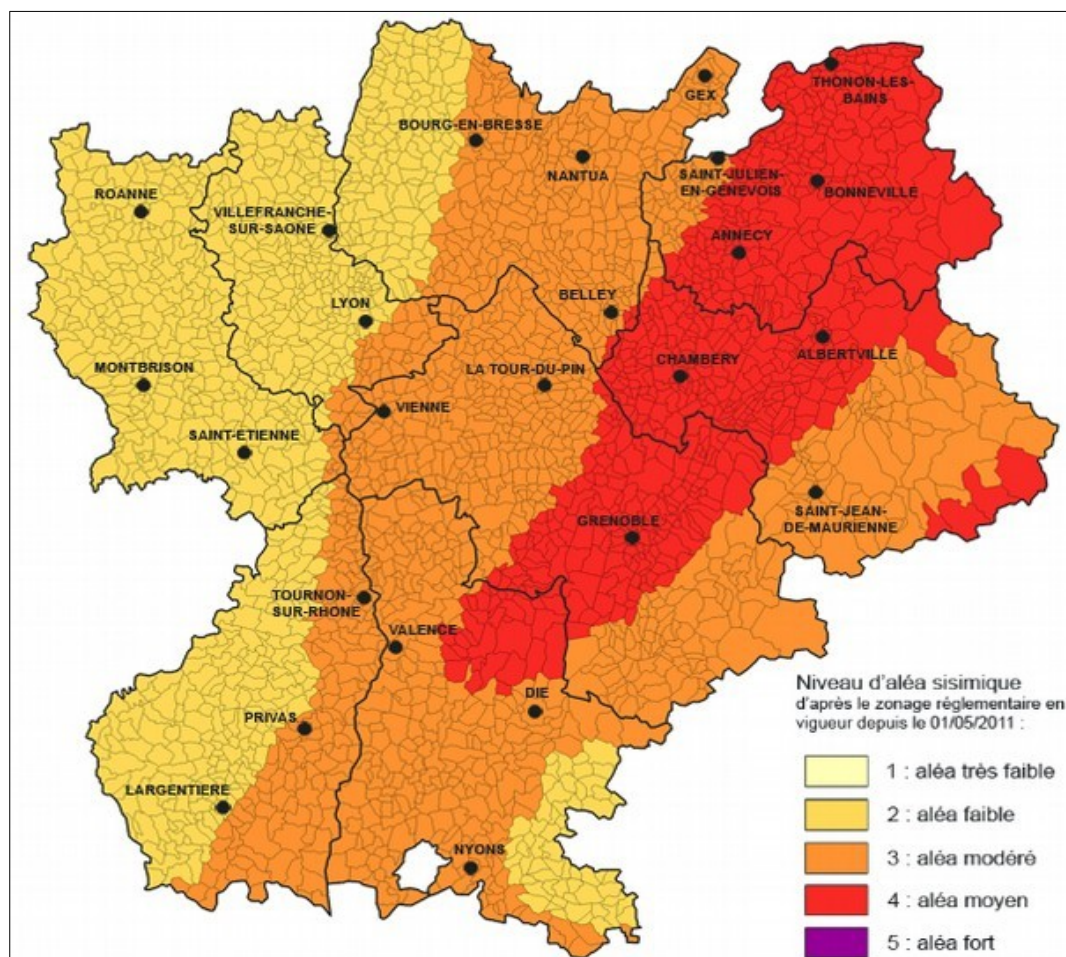 GEX
THONON-LES-
BAINS
BOURG-EN-BRESSE
NANTUA
SAINT-JULIEN-
EN-GENEVOIS
BONNEVILLE
ROANNE
VILLEFRANCHE-
SUR-SAONE
ANNECY
LYON
BELLEY
MONTBRISON
LA TOUR-DU-PIN
CHAMBERY
ALBERTVILLE
VIENNE
SAINT-ETIENNE
SAINT-JEAN-
DE-MAURIENNE
GRENOBLE
TOURNON-
SUR-RHONE
VALENCE
DIE
PRIVAS
LARGENTIERE
NYONS
Niveau d'aléa sisimique
d'après le zonage réglementaire en
vigueur depuis le 01/05/2011 :
1 : aléa très faible
2 : aléa faible
3 : aléa modéré
4 : aléa moyen
5 : aléa fort